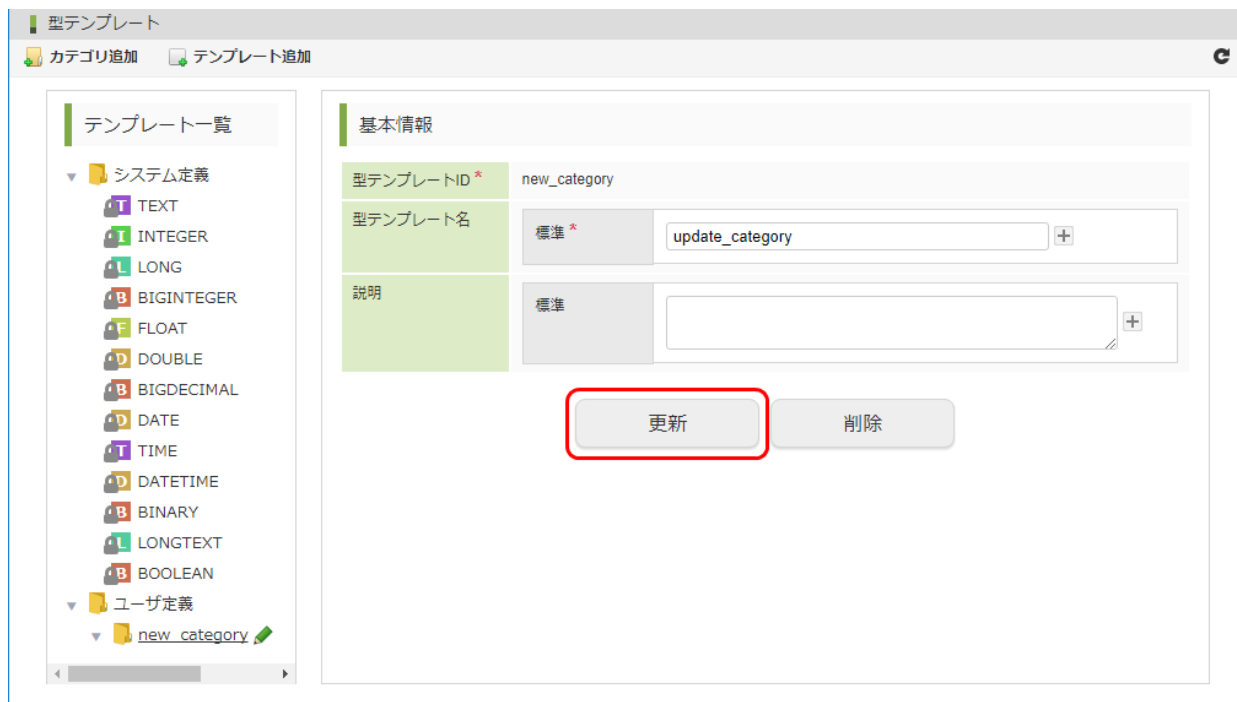 型テンプレート
カテゴリ追加 テンプレート追加
テンプレート一覧
システム定義
TEXT
INTEGER
LONG
BIGINTEGER
FLOAT
DOUBLE
BIGDECIMAL
DATE
TIME
DATETIME
BINARY
LONGTEXT
BOOLEAN
ユーザ定義
new_category
基本情報
型テンプレートID * new_category
型テンプレート名 標準 * update_category
説明 標準
更新 削除